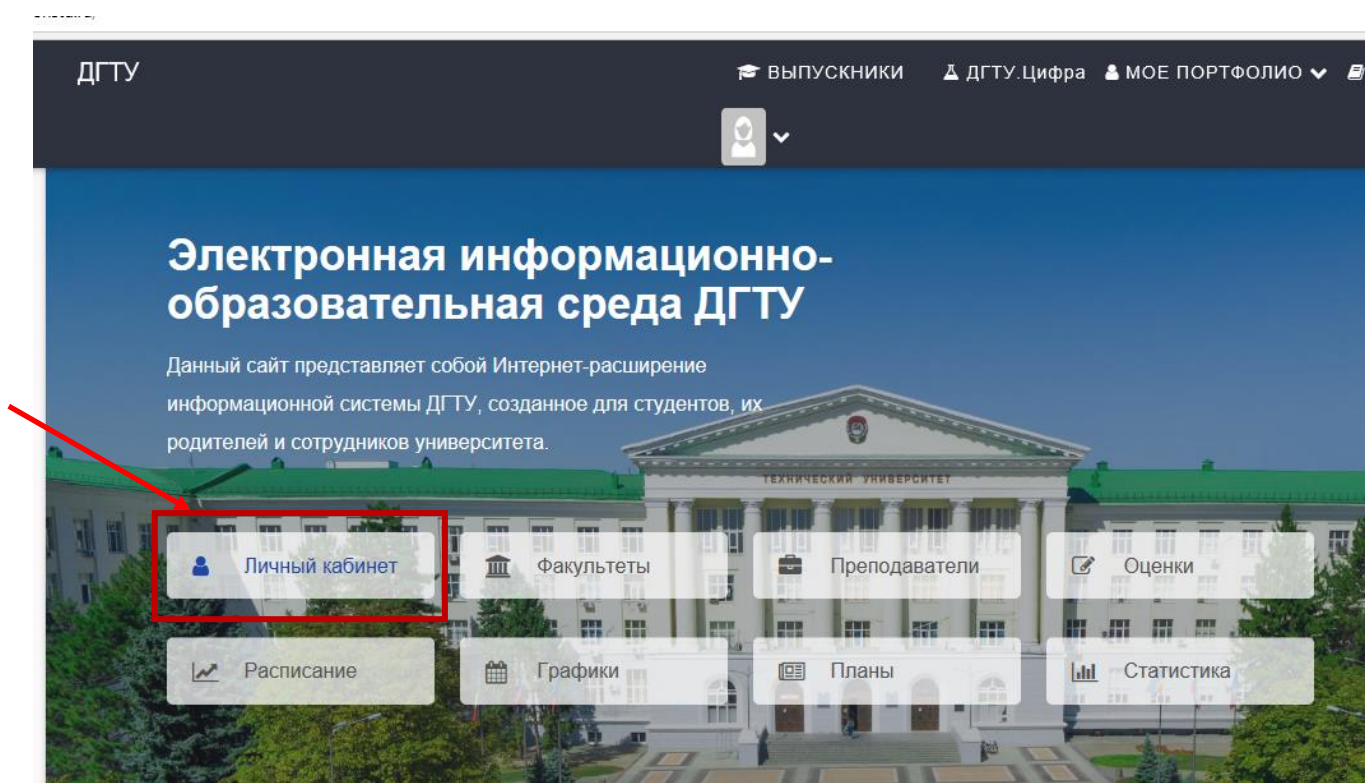 ДГТУ
ВЫПУСКНИКИ ДГТУ.Цифра МОЕ ПОРТФОЛИО
Электронная информационно-
образовательная среда ДГТУ
Данный сайт представляет собой Интернет-расширение
информационной системы ДГТУ, созданное для студентов, их
родителей и сотрудников университета.
ТЕХНИЧЕСКИЙ УНИВЕРСИТЕТ
Личный кабинет Факультеты Преподаватели Оценки
Расписание Графики Планы Статистика